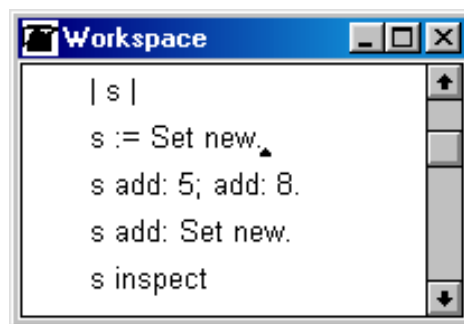 Workspace
| s |
s := Set new.
s add: 5; add: 8.
s add: Set new.
s inspect